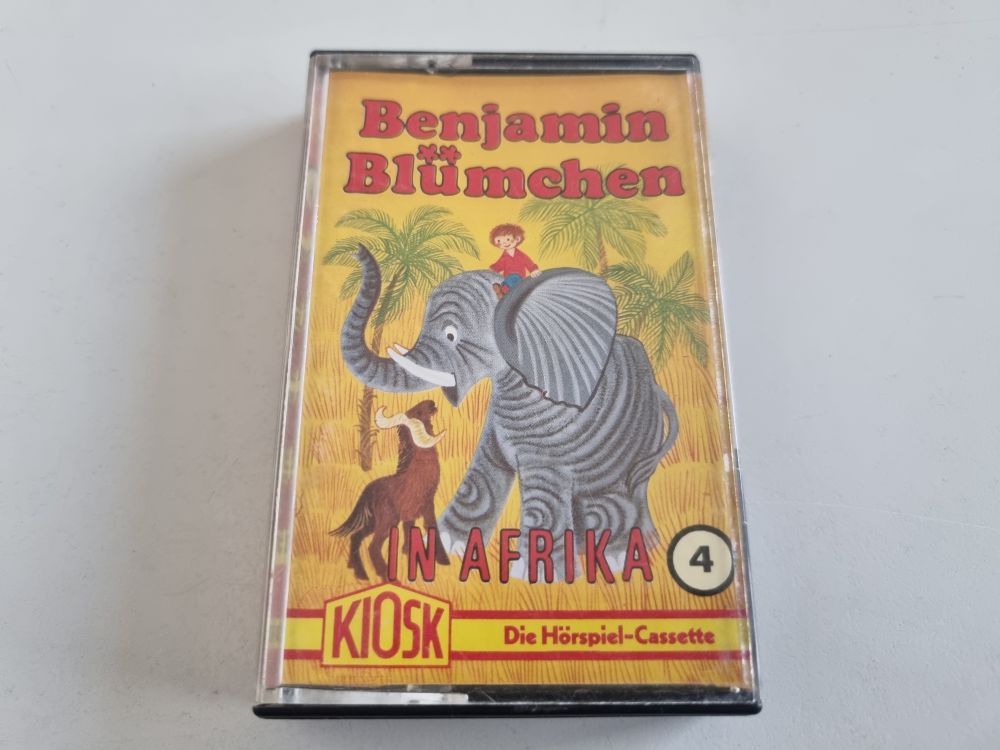 Benjamin
Blümchen
IN AFRIKA
4
KIOSK
Die Hörspiel-Cassette